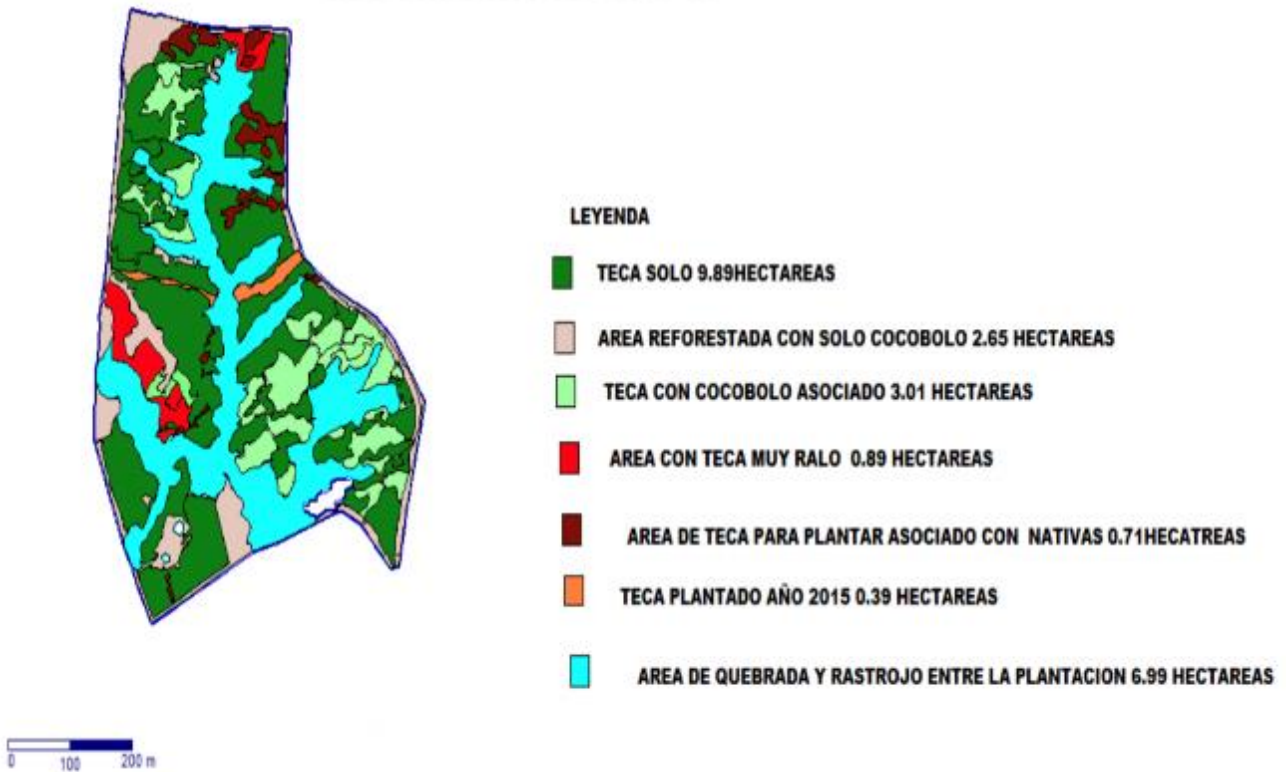 LEYENDA
TECA SOLO 9.89HECTAREAS
AREA REFORESTADA CON SOLO COCOBOLO 2.65 HECTAREAS
TECA CON COCOBOLO ASOCIADO 3.01 HECTAREAS
AREA CON TECA MUY RALO 0.89 HECTAREAS
AREA DE TECA PARA PLANTAR ASOCIADO CON NATIVAS 0.71HECATREAS
TECA PLANTADO AÑO 2015 0.39 HECTAREAS
AREA DE QUEBRADA Y RASTROJO ENTRE LA PLANTACION 6.99 HECTAREAS
0 100 200 m